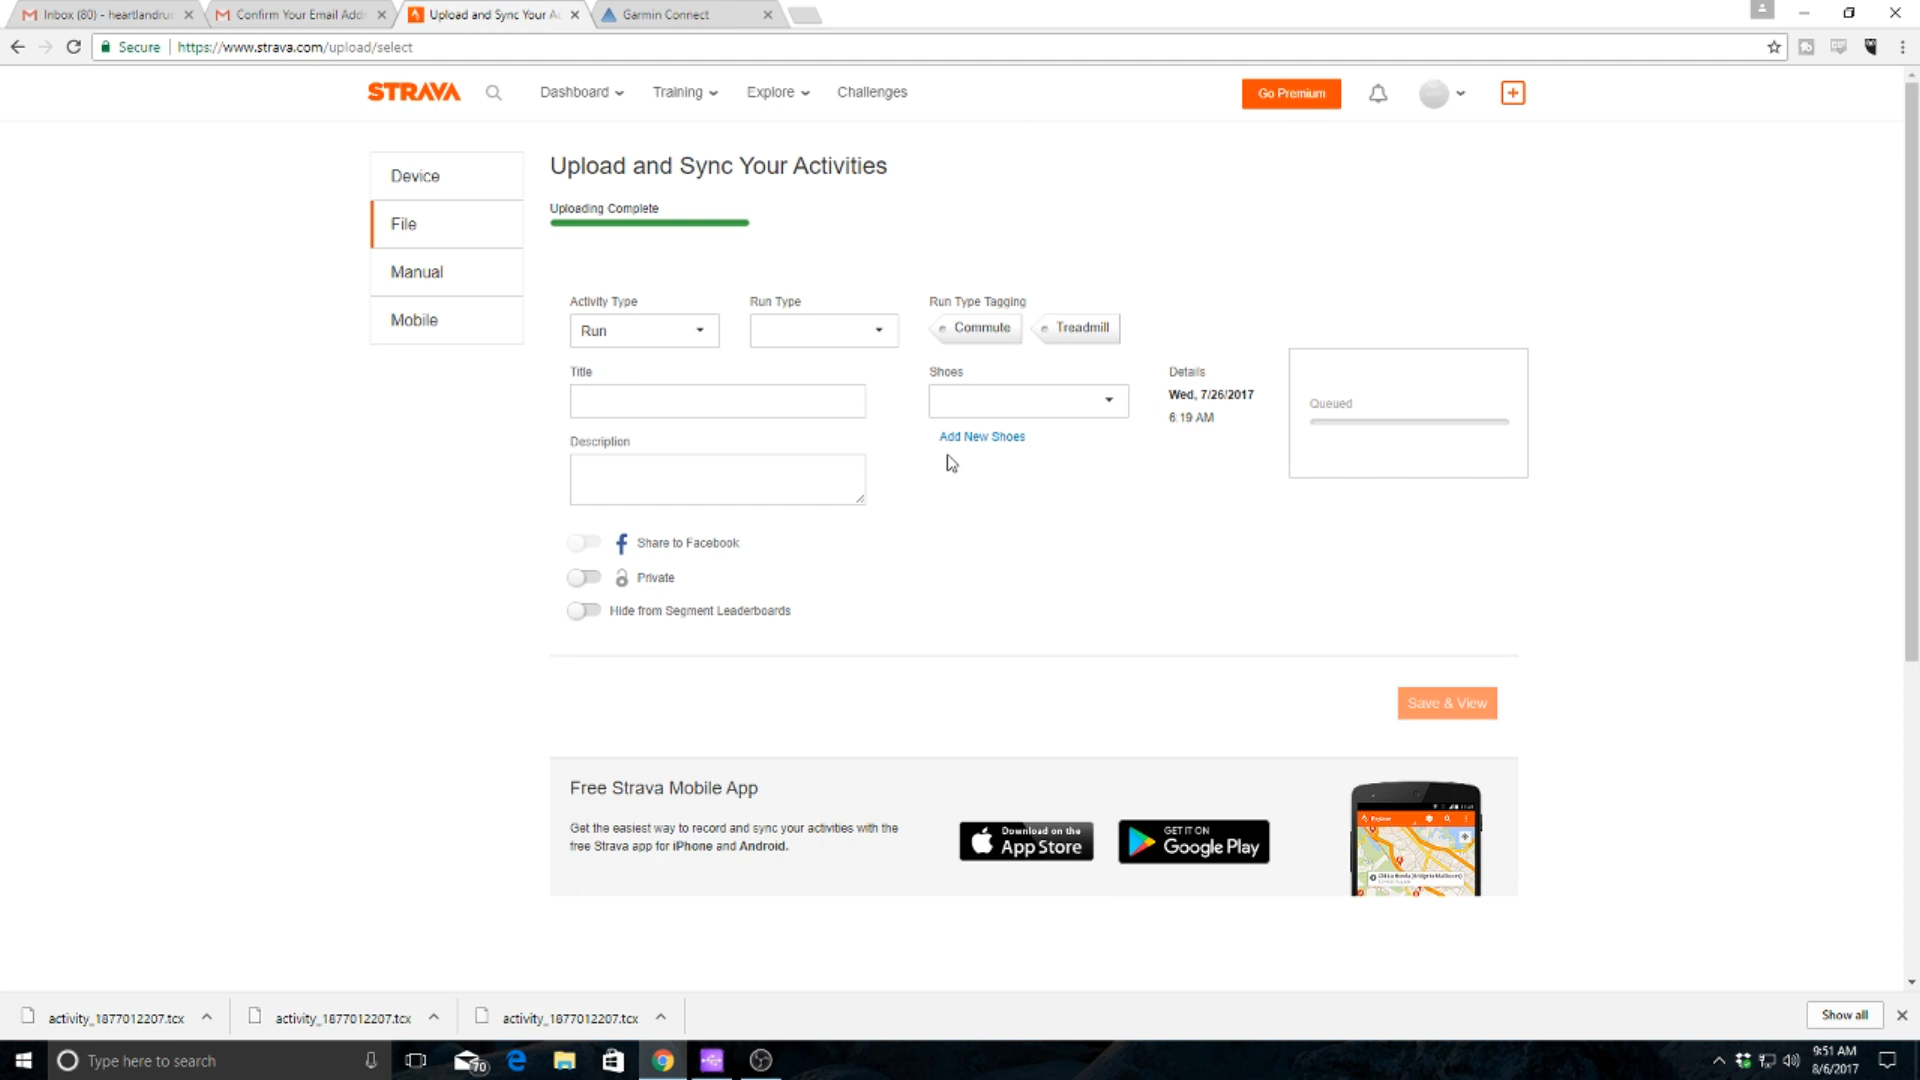 Inbox (80) - heartlandrun
Confirm Your Email Add
Upload and Sync Your A
Garmin Connect
Secure
https://www.strava.com/upload/select
STRAVA
Dashboard
Training
Explore
Challenges
Go Premium
Device
File
Manual
Mobile
Upload and Sync Your Activities
Uploading Complete
Activity Type
Run Type
Run Type Tagging
Run
Commute
Treadmill
Title
Shoes
Details
Wed, 7/26/2017
6:19 AM
Queued
Add New Shoes
Description
Share to Facebook
Private
Hide from Segment Leaderboards
Save & View
Free Strava Mobile App
Get the easiest way to record and sync your activities with the
free Strava app for iPhone and Android.
Download on the
App Store
GET IT ON
Google Play
Explore
activity_1877012207.tcx
activity_1877012207.tcx
activity_1877012207.tcx
Show all
Type here to search
70
9:51 AM
8/6/2017